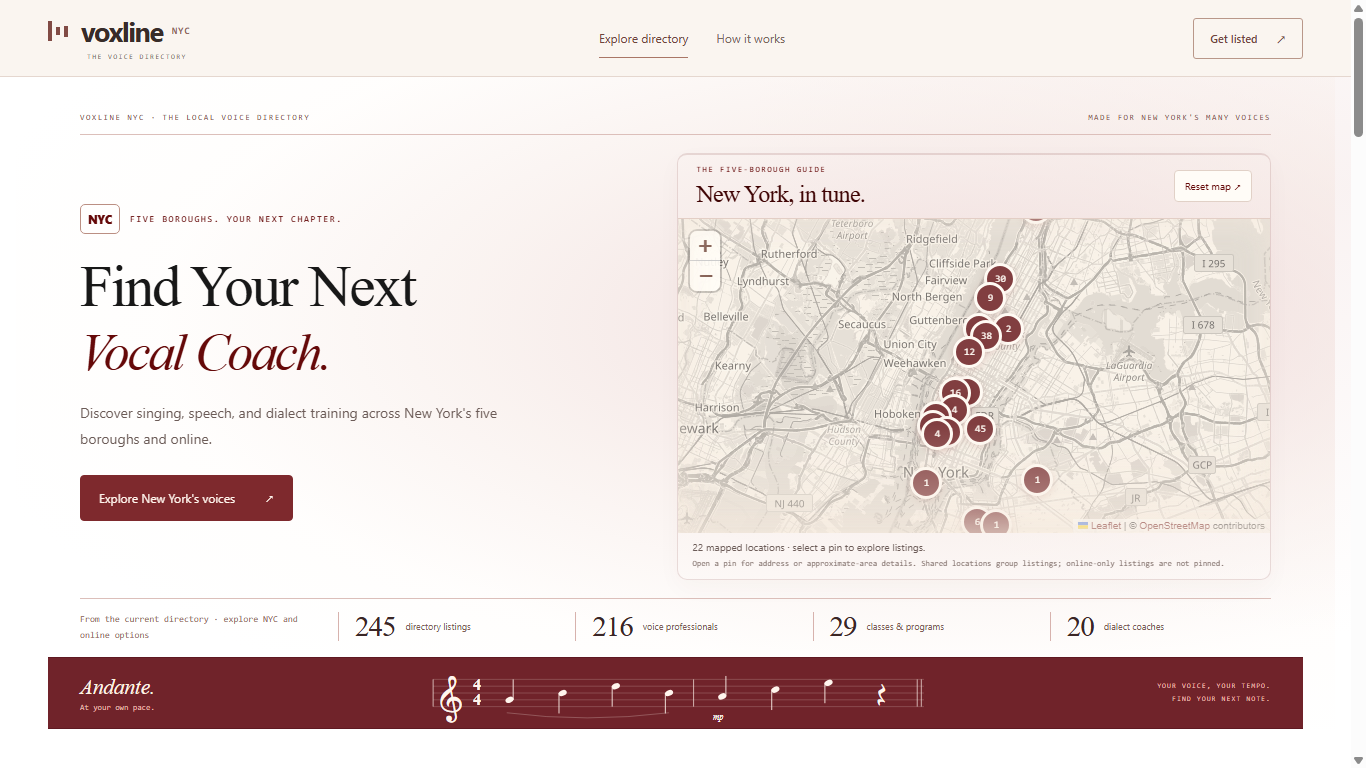 voxline NYC
THE VOICE DIRECTORY
Explore directory
How it works
Get listed ↗
VOXLINE NYC · THE LOCAL VOICE DIRECTORY
MADE FOR NEW YORK'S MANY VOICES
NYC FIVE BOROUGHS. YOUR NEXT CHAPTER.
Find Your Next
Vocal Coach.
Discover singing, speech, and dialect training across New York's five
boroughs and online.
Explore New York's voices ↗
THE FIVE-BOROUGH GUIDE
New York, in tune.
Reset map ↗
+
−
Teterboro
Airport
Ridgefield
Rutherford
Cliffside Park
I 295
Lyndhurst
Fairview
30
North Bergen
9
Belleville
Secaucus
Guttenberg
2
I 678
38
Union City
12
Weehawken
Kearny
LaGuardia
Airport
16
Harrison
Hoboken
4
ewark
Hudson
County
4
45
GCP
1
1
NJ 440
JR
6
1
Leaflet | © OpenStreetMap contributors
22 mapped locations · select a pin to explore listings.
Open a pin for address or approximate-area details. Shared locations group listings; online-only listings are not pinned.
From the current directory · explore NYC and
online options
245 directory listings
216 voice professionals
29 classes & programs
20 dialect coaches
Andante.
At your own pace.
4
4
mp
YOUR VOICE, YOUR TEMPO.
FIND YOUR NEXT NOTE.